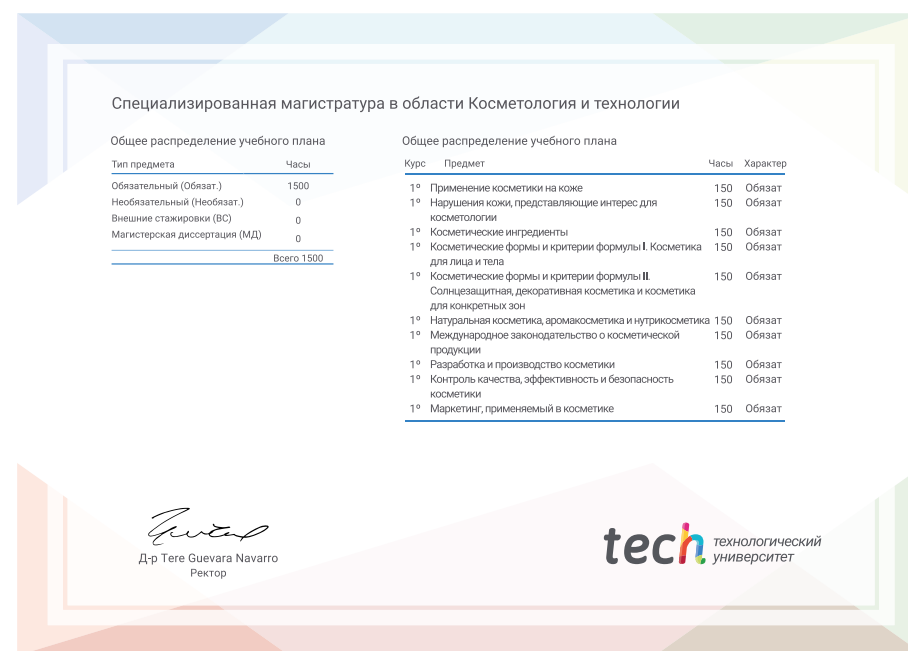 Специализированная магистратура в области Косметология и технологии
Общее распределение учебного плана
Тип предмета Часы
Обязательный (Обязат.) 1500
Необязательный (Необязат.) 0
Внешние стажировки (ВС) 0
Магистерская диссертация (МД) 0
Всего 1500
Общее распределение учебного плана
Курс Предмет Часы Характер
1º Применение косметики на коже 150 Обязат
1º Нарушения кожи, представляющие интерес для 150 Обязат
косметологии
1º Косметические ингредиенты 150 Обязат
1º Косметические формы и критерии формулы I. Косметика 150 Обязат
для лица и тела
1º Косметические формы и критерии формулы II. 150 Обязат
Солнцезащитная, декоративная косметика и косметика
для конкретных зон
1º Натуральная косметика, аромакосметика и нутрикосметика 150 Обязат
1º Международное законодательство о косметической 150 Обязат
продукции
1º Разработка и производство косметики 150 Обязат
1º Контроль качества, эффективность и безопасность 150 Обязат
косметики
1º Маркетинг, применяемый в косметике 150 Обязат
Д-р Tere Guevara Navarro
Ректор
tech технологический
университет